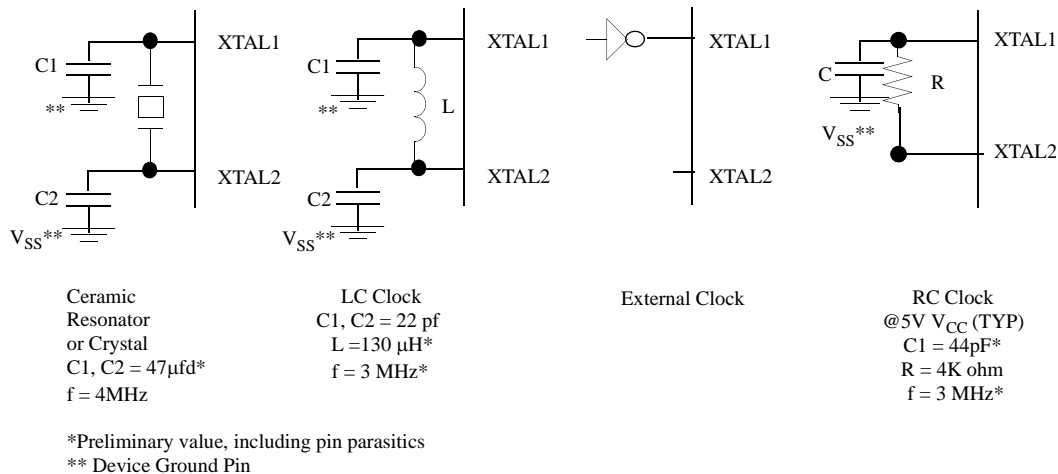 XTAL1
C1
**
XTAL2
C2
VSS**
Ceramic
Resonator
or Crystal
C1, C2 = 47μfd*
f = 4MHz
XTAL1
C1
**
L
XTAL2
C2
VSS**
LC Clock
C1, C2 = 22 pf
L =130 μH*
f = 3 MHz*
XTAL1
XTAL2
External Clock
XTAL1
C
R
VSS**
XTAL2
RC Clock
@5V VCC (TYP)
C1 = 44pF*
R = 4K ohm
f = 3 MHz*
*Preliminary value, including pin parasitics
** Device Ground Pin